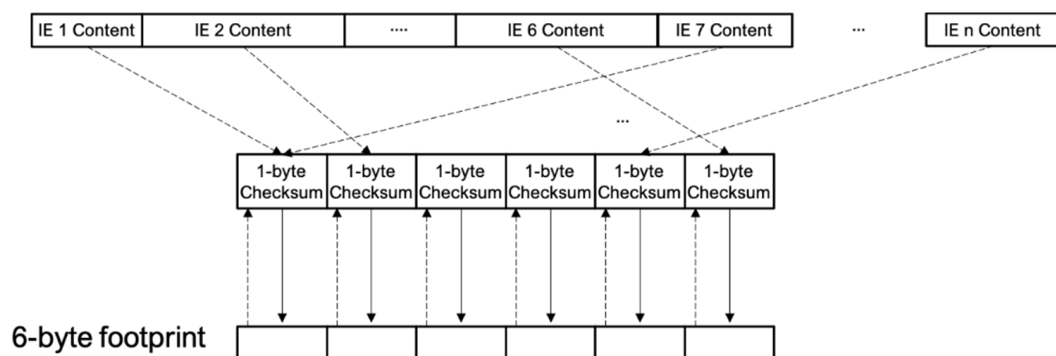 IE 1 Content IE 2 Content .... IE 6 Content IE 7 Content ... IE n Content
...
1-byte 1-byte 1-byte 1-byte 1-byte 1-byte
Checksum Checksum Checksum Checksum Checksum Checksum
6-byte footprint